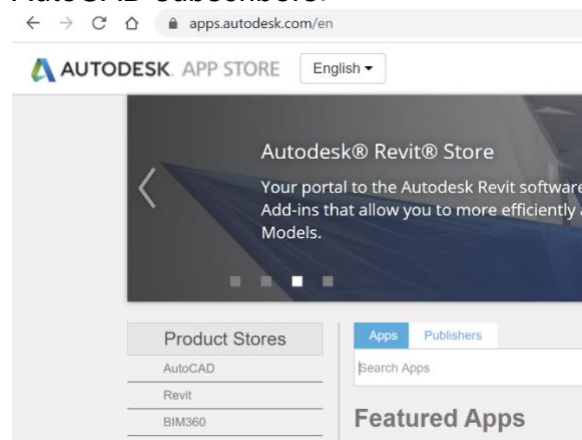 apps.autodesk.com/en
AUTODESK. APP STORE English
Autodesk® Revit® Store
Your portal to the Autodesk Revit software
Add-ins that allow you to more efficiently
Models.
Product Stores
Apps Publishers
AutoCAD
Search Apps
Revit
BIM360
Featured Apps